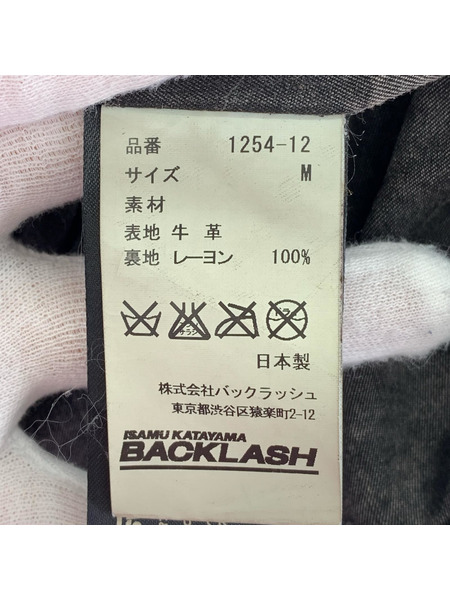 品番 1254-12
サイズ M
素材
表地 牛 革
裏地 レーヨン 100%
日本製
株式会社バックラッシュ
東京都渋谷区猿楽町2-12
ISAMU KATAYAMA
BACKLASH